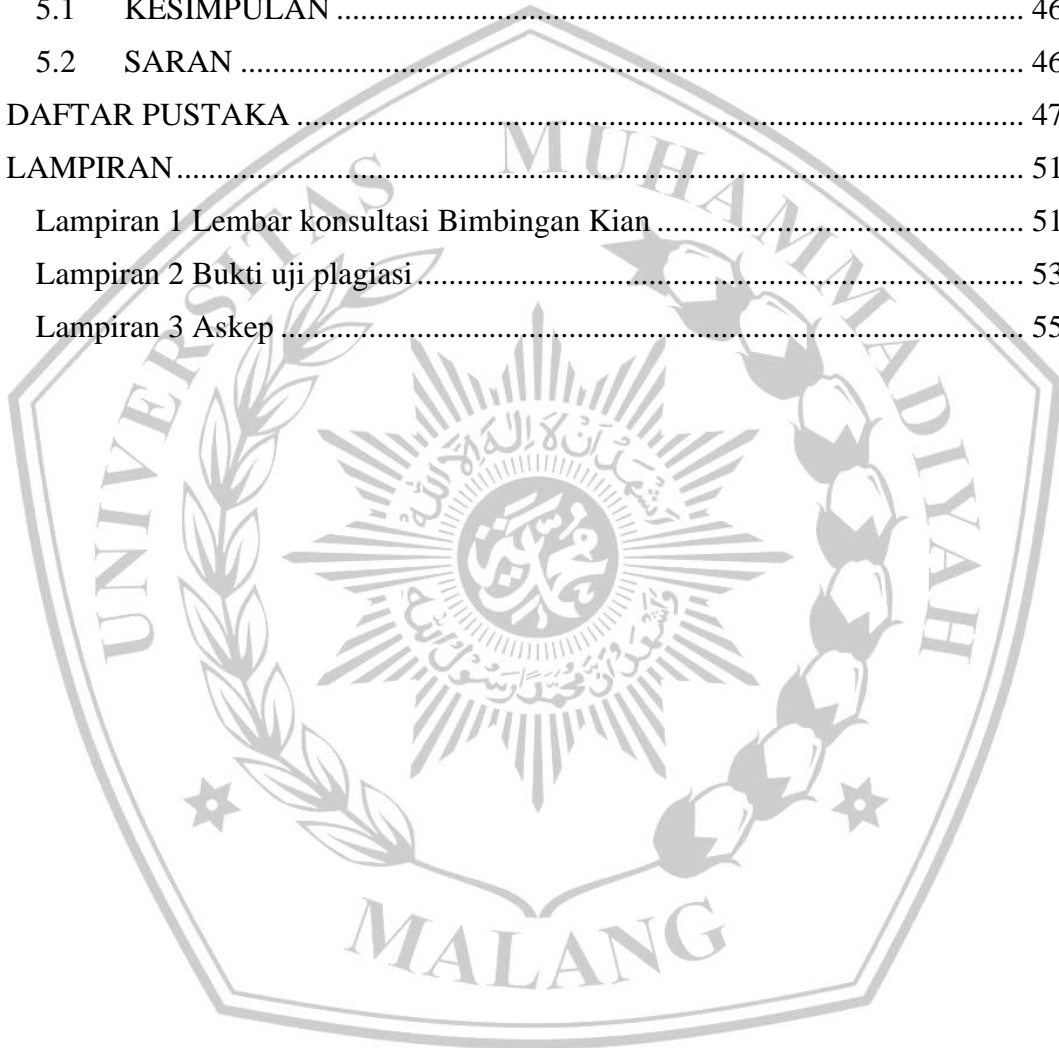 5.1 KESIMPULAN ........................................................................................ 46
5.2 SARAN .................................................................................................... 46
DAFTAR PUSTAKA ............................................................................................. 47
LAMPIRAN............................................................................................................ 51
Lampiran 1 Lembar konsultasi Bimbingan Kian ............................................... 51
Lampiran 2 Bukti uji plagiasi .............................................................................. 53
Lampiran 3 Askep ............................................................................................... 55
UNIVERSITAS MUHAMMADIYAH
MALANG